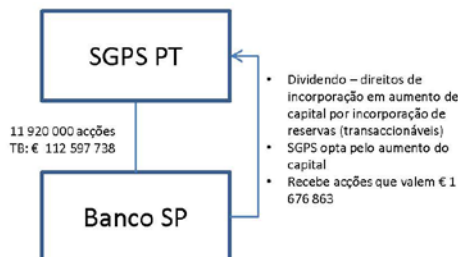 SGPS PT
11 920 000 acções
TB: € 112 597 738
Banco SP
• Dividendo – direitos de
incorporação em aumento de
capital por incorporação de
reservas (transaccionáveis)
• SGPS opta pelo aumento do
capital
• Recebe acções que valem € 1
676 863